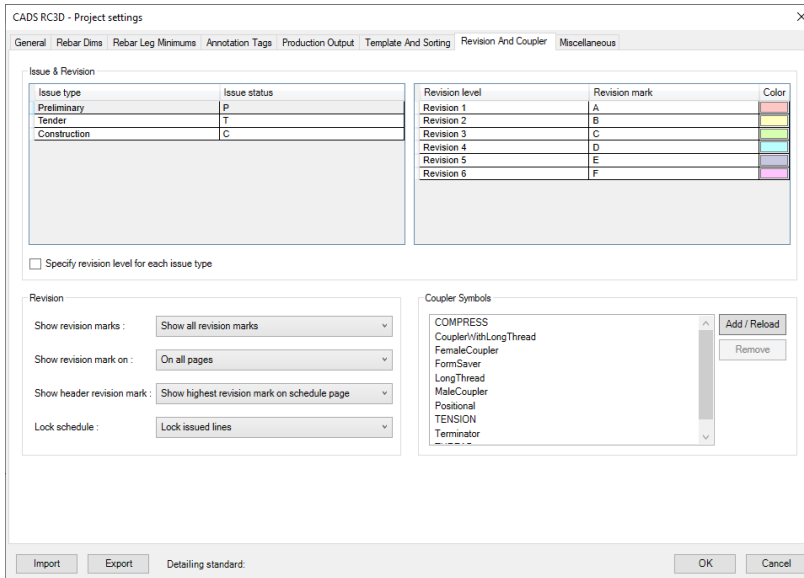 CADS RC3D - Project settings
General Rebar Dims Rebar Leg Minimums Annotation Tags Production Output Template And Sorting Revision And Coupler Miscellaneous
Issue & Revision
Issue type Issue status
Preliminary P
Tender T
Construction C
Revision level Revision mark Color
Revision 1 A
Revision 2 B
Revision 3 C
Revision 4 D
Revision 5 E
Revision 6 F
Specify revision level for each issue type
Revision
Show revision marks : Show all revision marks
Show revision mark on : On all pages
Show header revision mark : Show highest revision mark on schedule page
Lock schedule : Lock issued lines
Coupler Symbols
COMPRESS
CouplerWithLongThread
FemaleCoupler
FormSaver
LongThread
MaleCoupler
Positional
TENSION
Terminator
Add / Reload
Remove
Import Export Detailing standard: OK Cancel